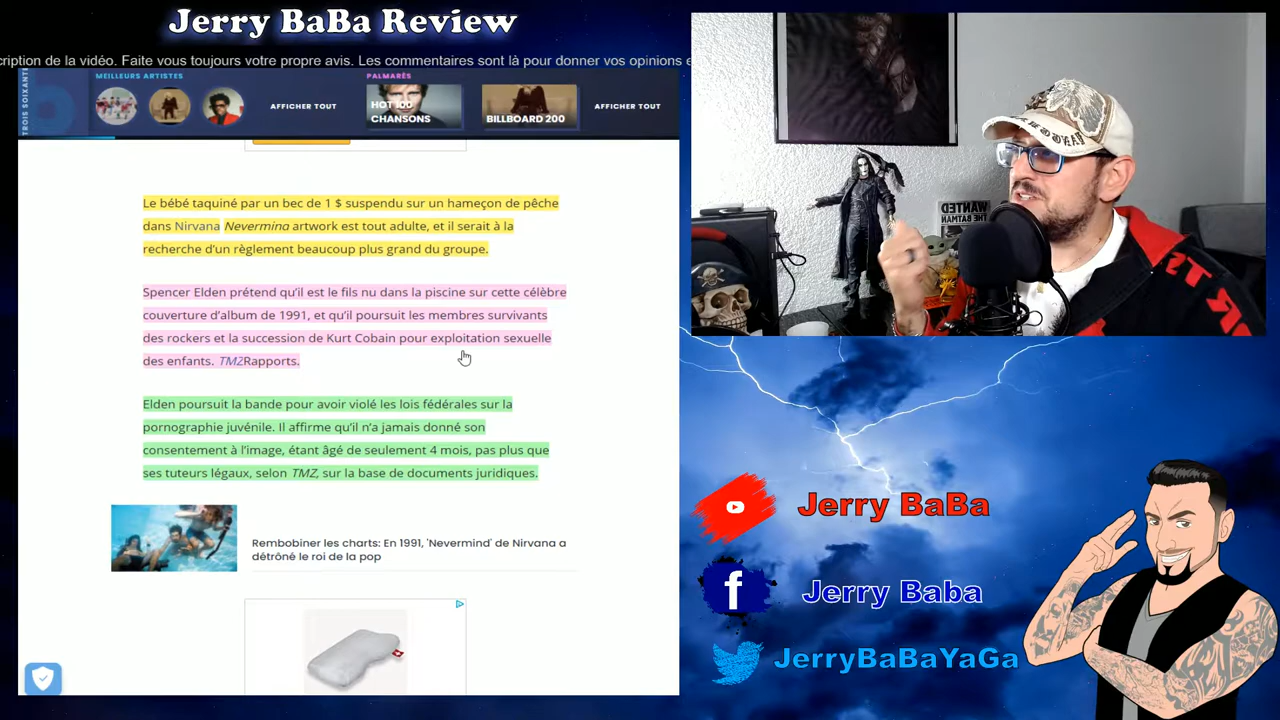 Jerry BaBa Review
cription de la vidéo. Faite vous toujours votre propre avis. Les commentaires sont là pour donner vos opinions e
TROIS SOIXANT
MEILLEURS ARTISTES
AFFICHER TOUT
PALMARÈS
HOT 100
CHANSONS
BILLBOARD 200
AFFICHER TOUT
Le bébé taquiné par un bec de 1 $ suspendu sur un hameçon de pêche
dans Nirvana Nevermind artwork est tout adulte, et il serait à la
recherche d'un règlement beaucoup plus grand du groupe.
Spencer Elden prétend qu'il est le fils nu dans la piscine sur cette célèbre
couverture d'album de 1991, et qu'il poursuit les membres survivants
des rockers et la succession de Kurt Cobain pour exploitation sexuelle
des enfants. TMZRapports.
Elden poursuit la bande pour avoir violé les lois fédérales sur la
pornographie juvénile. Il affirme qu'il n'a jamais donné son
consentement à l'image, étant âgé de seulement 4 mois, pas plus que
ses tuteurs légaux, selon TMZ, sur la base de documents juridiques.
Rembobiner les charts: En 1991, 'Nevermind' de Nirvana a
détrôné le roi de la pop
WANTED
THE BATMAN
Jerry BaBa
f
Jerry Baba
JerryBaBaYaGa